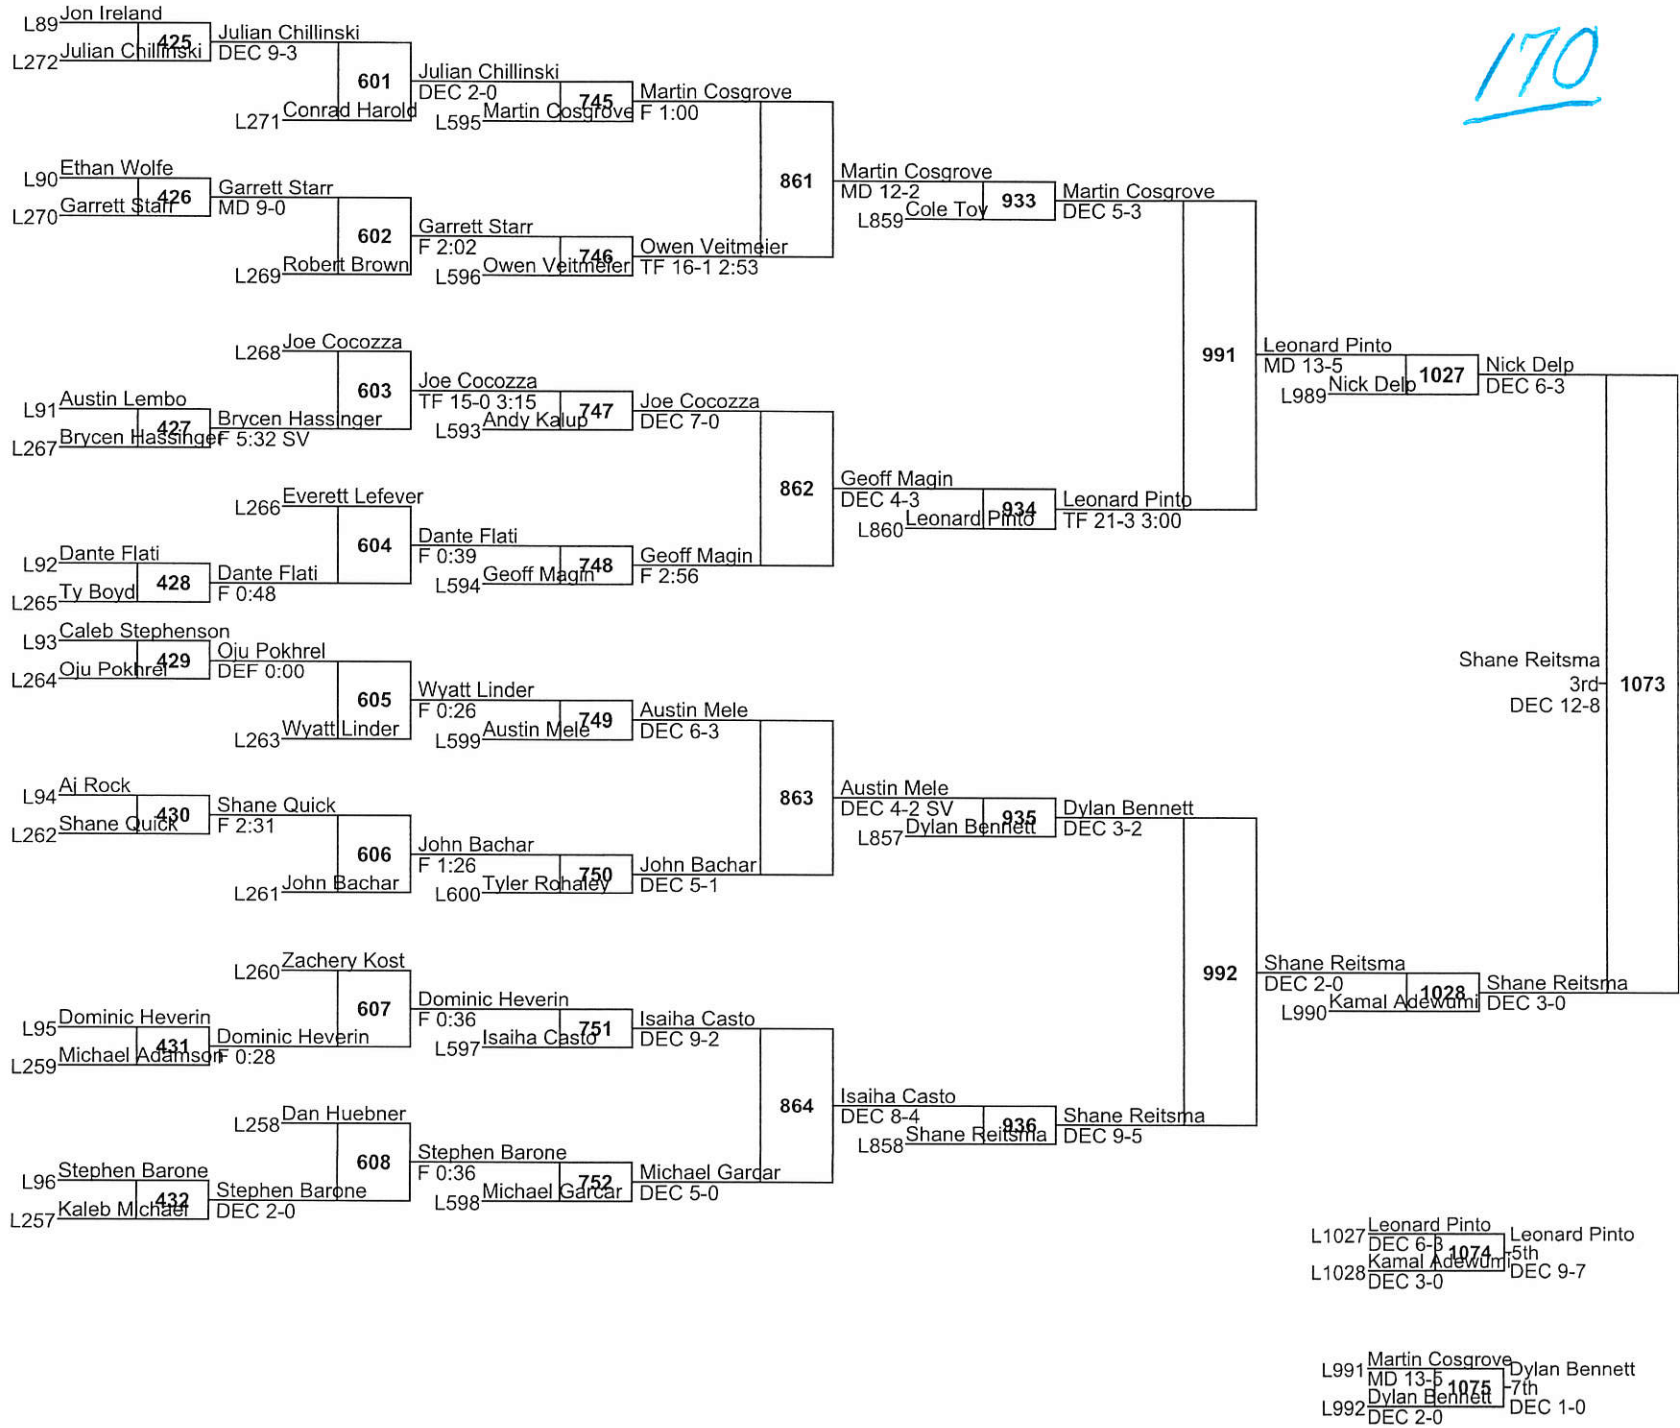 170
L89 Jon Ireland
425
L272 Julian Chillinski
Julian Chillinski
DEC 9-3
601
L271 Conrad Harold
Julian Chillinski
DEC 2-0
745
L595 Martin Cosgrove
Martin Cosgrove
F 1:00
L90 Ethan Wolfe
426
L270 Garrett Starr
Garrett Starr
MD 9-0
602
L269 Robert Brown
Garrett Starr
F 2:02
746
L596 Owen Veitmeier
Owen Veitmeier
TF 16-1 2:53
861
Martin Cosgrove
MD 12-2
933
L859 Cole Toy
Martin Cosgrove
DEC 5-3
L268 Joe Cocozza
603
L91 Austin Lembo
427
L267 Brycen Hassinger
Brycen Hassinger
F 5:32 SV
Joe Cocozza
TF 15-0 3:15
747
L593 Andy Kalup
Joe Cocozza
DEC 7-0
L266 Everett Lefever
604
L92 Dante Flati
428
L265 Ty Boyd
Dante Flati
F 0:48
Dante Flati
F 0:39
748
L594 Geoff Magin
Geoff Magin
F 2:56
862
Geoff Magin
DEC 4-3
934
L860 Leonard Pinto
Leonard Pinto
TF 21-3 3:00
991
Leonard Pinto
MD 13-5
1027
L989 Nick Delp
Nick Delp
DEC 6-3
L93 Caleb Stephenson
429
L264 Oju Pokhrel
Oju Pokhrel
DEF 0:00
605
L263 Wyatt Linder
Wyatt Linder
F 0:26
749
L599 Austin Mele
Austin Mele
DEC 6-3
L94 Aj Rock
430
L262 Shane Quick
Shane Quick
F 2:31
606
L261 John Bachar
John Bachar
F 1:26
750
L600 Tyler Rohaley
John Bachar
DEC 5-1
863
Austin Mele
DEC 4-2 SV
935
L857 Dylan Bennett
Dylan Bennett
DEC 3-2
L260 Zachery Kost
607
L95 Dominic Heverin
431
L259 Michael Adamson
Dominic Heverin
F 0:28
Dominic Heverin
F 0:36
751
L597 Isaiha Casto
Isaiha Casto
DEC 9-2
L258 Dan Huebner
608
L96 Stephen Barone
432
L257 Kaleb Michael
Stephen Barone
DEC 2-0
Stephen Barone
F 0:36
752
L598 Michael Garcar
Michael Garcar
DEC 5-0
864
Isaiha Casto
DEC 8-4
936
L858 Shane Reitsma
Shane Reitsma
DEC 9-5
992
Shane Reitsma
DEC 2-0
1028
L990 Kamal Adewumi
Shane Reitsma
DEC 3-0
Shane Reitsma
3rd
DEC 12-8
1073
L1027 Leonard Pinto
DEC 6-3
1074
L1028 Kamal Adewumi
DEC 3-0
Leonard Pinto
5th
DEC 9-7
L991 Martin Cosgrove
MD 13-5
1075
L992 Dylan Bennett
DEC 2-0
Dylan Bennett
7th
DEC 1-0